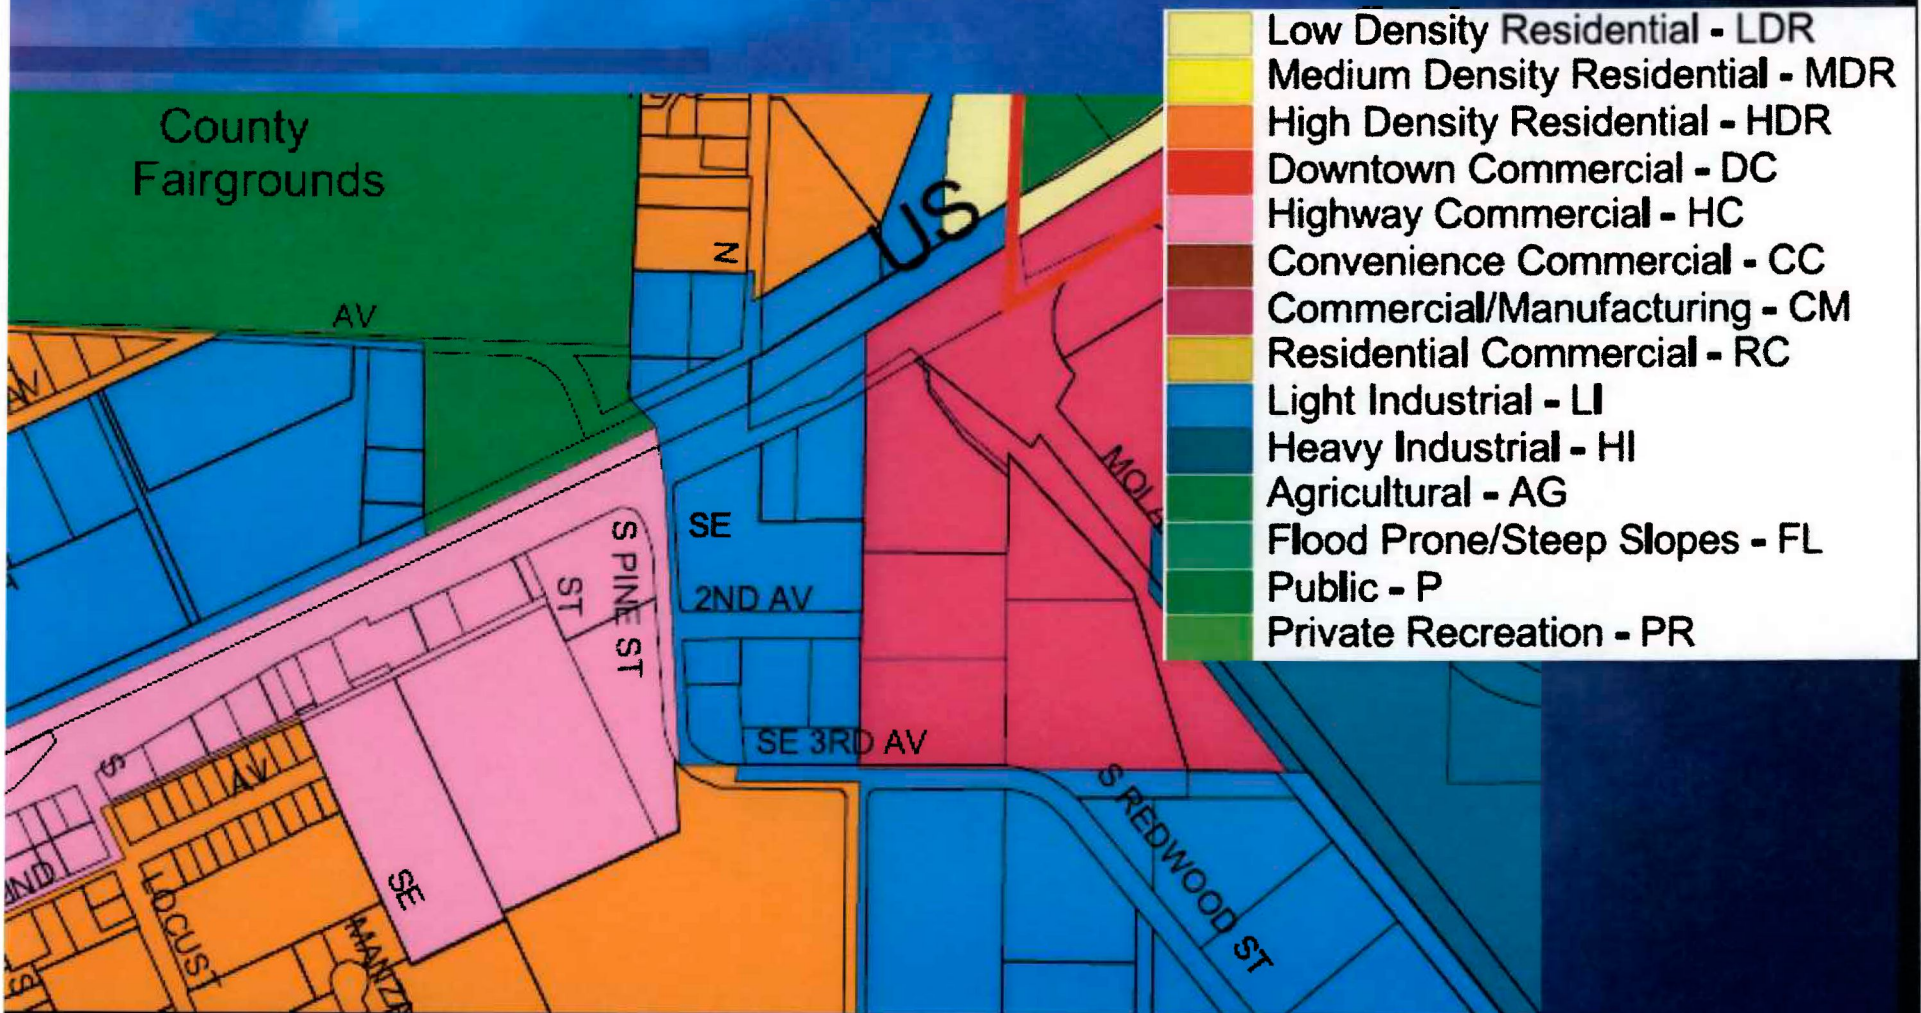 Low Density Residential - LDR
Medium Density Residential - MDR
High Density Residential - HDR
Downtown Commercial - DC
Highway Commercial - HC
Convenience Commercial - CC
Commercial/Manufacturing - CM
Residential Commercial - RC
Light Industrial - LI
Heavy Industrial - HI
Agricultural - AG
Flood Prone/Steep Slopes - FL
Public - P
Private Recreation - PR
County
Fairgrounds
US
N
AV
AV
MOLA
SE
2ND AV
S PINE ST
ST
SE 3RD AV
S
AV
S REDWOOD ST
SE
LOCUST
MANZA